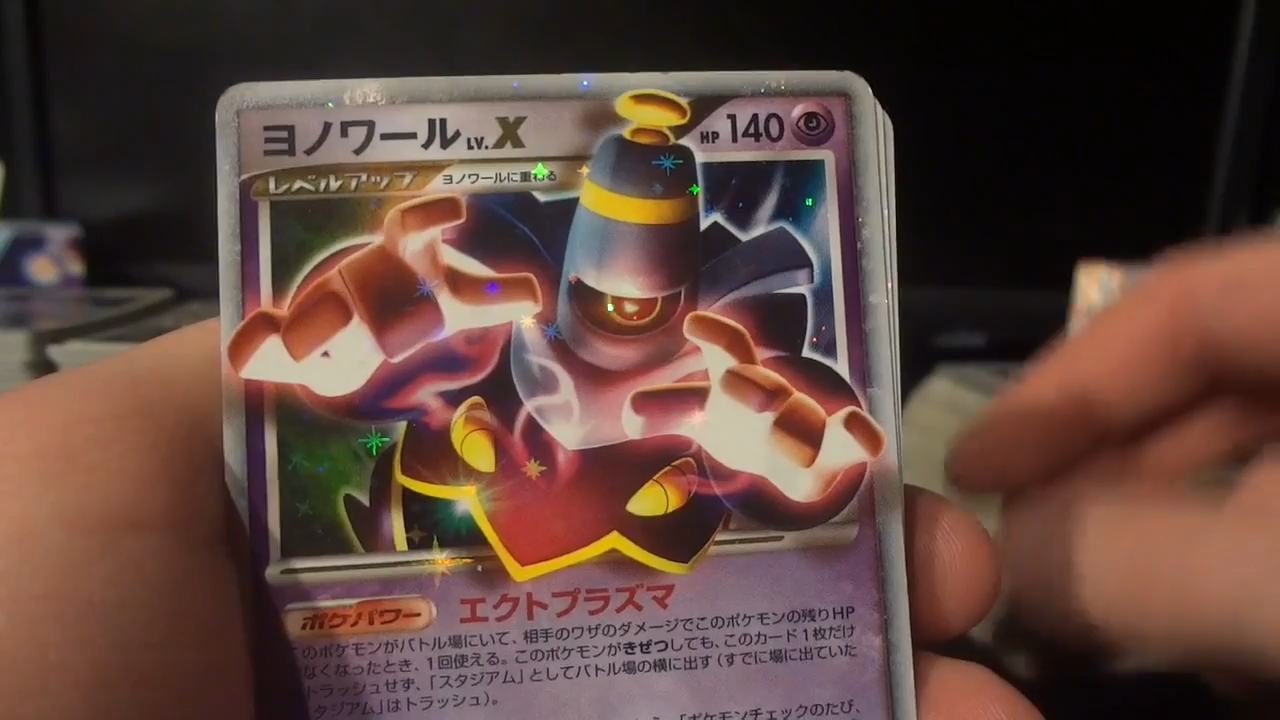 ヨノワール LV.X HP 140
レベルアップ ヨノワールに重ねる
ポケパワー エクトプラズマ
このポケモンがバトル場にいて、相手のワザのダメージでこのポケモンの残りHP
なくなったとき、1回使える。このポケモンがきぜつしても、このカード1枚だけ
トラッシュせず、「スタジアム」としてバトル場の横に出す(すでに場に出ていた
タジアム」はトラッシュ)。
「ポケモンチェックのたび、